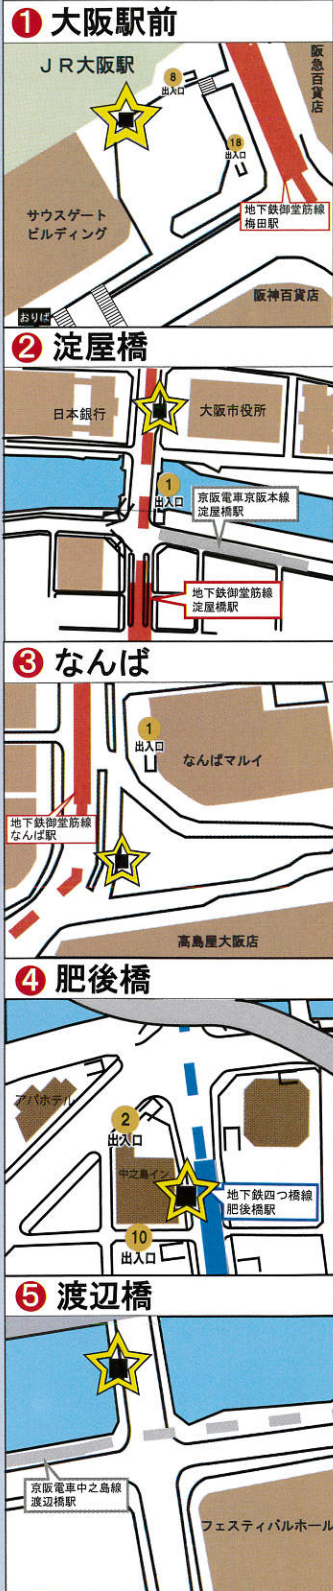 ❶ 大阪駅前
JR大阪駅
8
出入口
阪急百貨店
18
出入口
地下鉄御堂筋線
梅田駅
サウスゲート
ビルディング
阪神百貨店
おりば
❷ 淀屋橋
日本銀行
大阪市役所
1
出入口
京阪電車京阪本線
淀屋橋駅
地下鉄御堂筋線
淀屋橋駅
❸ なんば
1
出入口
なんばマルイ
地下鉄御堂筋線
なんば駅
高島屋大阪店
❹ 肥後橋
アパホテル
2
出入口
中之島イン
地下鉄四つ橋線
肥後橋駅
10
出入口
❺ 渡辺橋
京阪電車中之島線
渡辺橋駅
フェスティバルホール